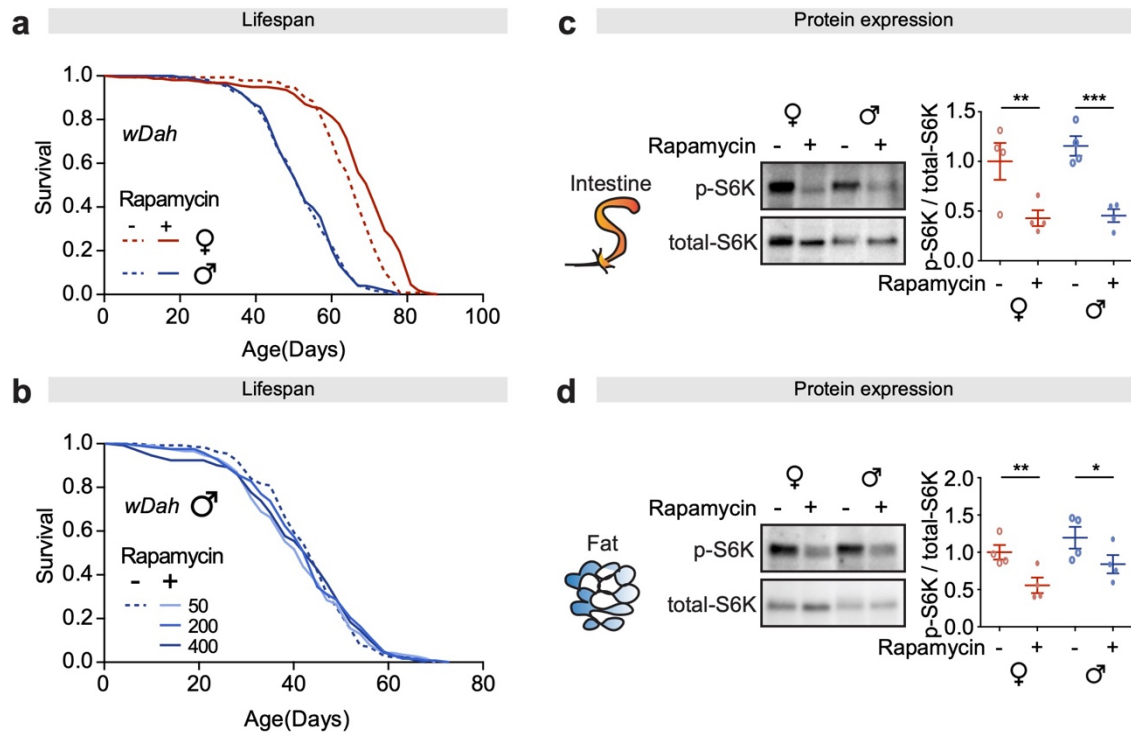 a
Lifespan
1.0
0.8
0.6
0.4
0.2
0.0
Survival
wDah
Rapamycin
- +
♀
♂
0 20 40 60 80 100
Age(Days)
b
Lifespan
1.0
0.8
0.6
0.4
0.2
0.0
Survival
wDah ♂
Rapamycin
- +
50
200
400
0 20 40 60 80
Age(Days)
c
Protein expression
♀ ♂
Rapamycin - + - +
Intestine
p-S6K
total-S6K
** ***
1.5
1.0
0.5
0.0
p-S6K / total-S6K
Rapamycin - + - +
♀ ♂
d
Protein expression
♀ ♂
Rapamycin - + - +
Fat
p-S6K
total-S6K
** *
2.0
1.5
1.0
0.5
0.0
p-S6K / total-S6K
Rapamycin - + - +
♀ ♂